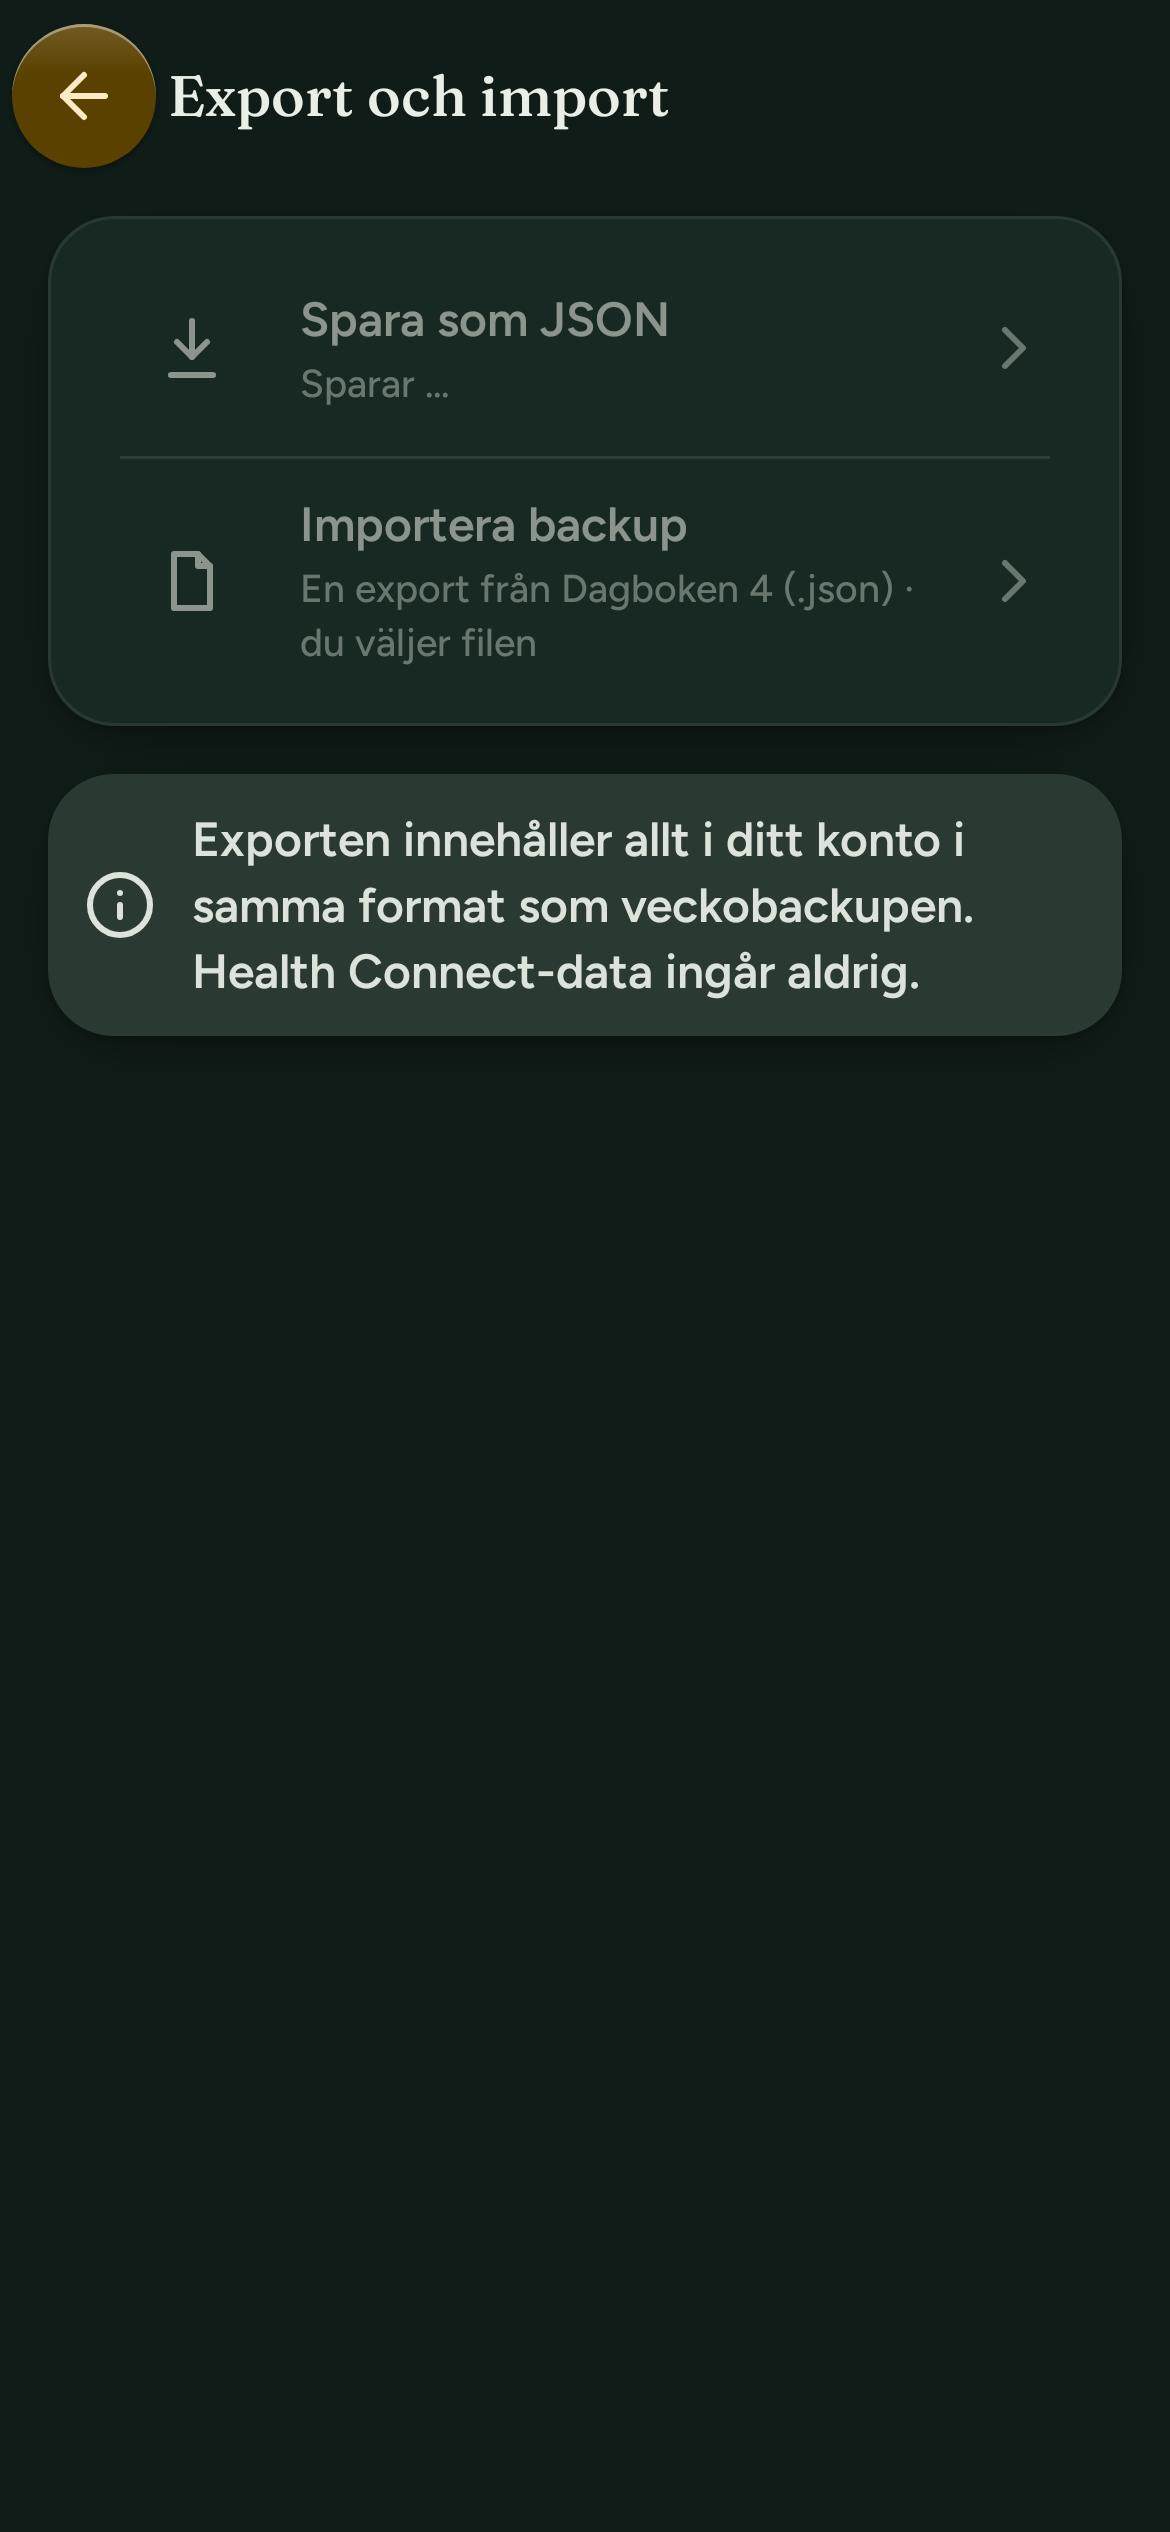 Export och import
Spara som JSON
Sparar ...
Importera backup
En export från Dagboken 4 (.json) ·
du väljer filen
Exporten innehåller allt i ditt konto i
samma format som veckobackupen.
Health Connect-data ingår aldrig.